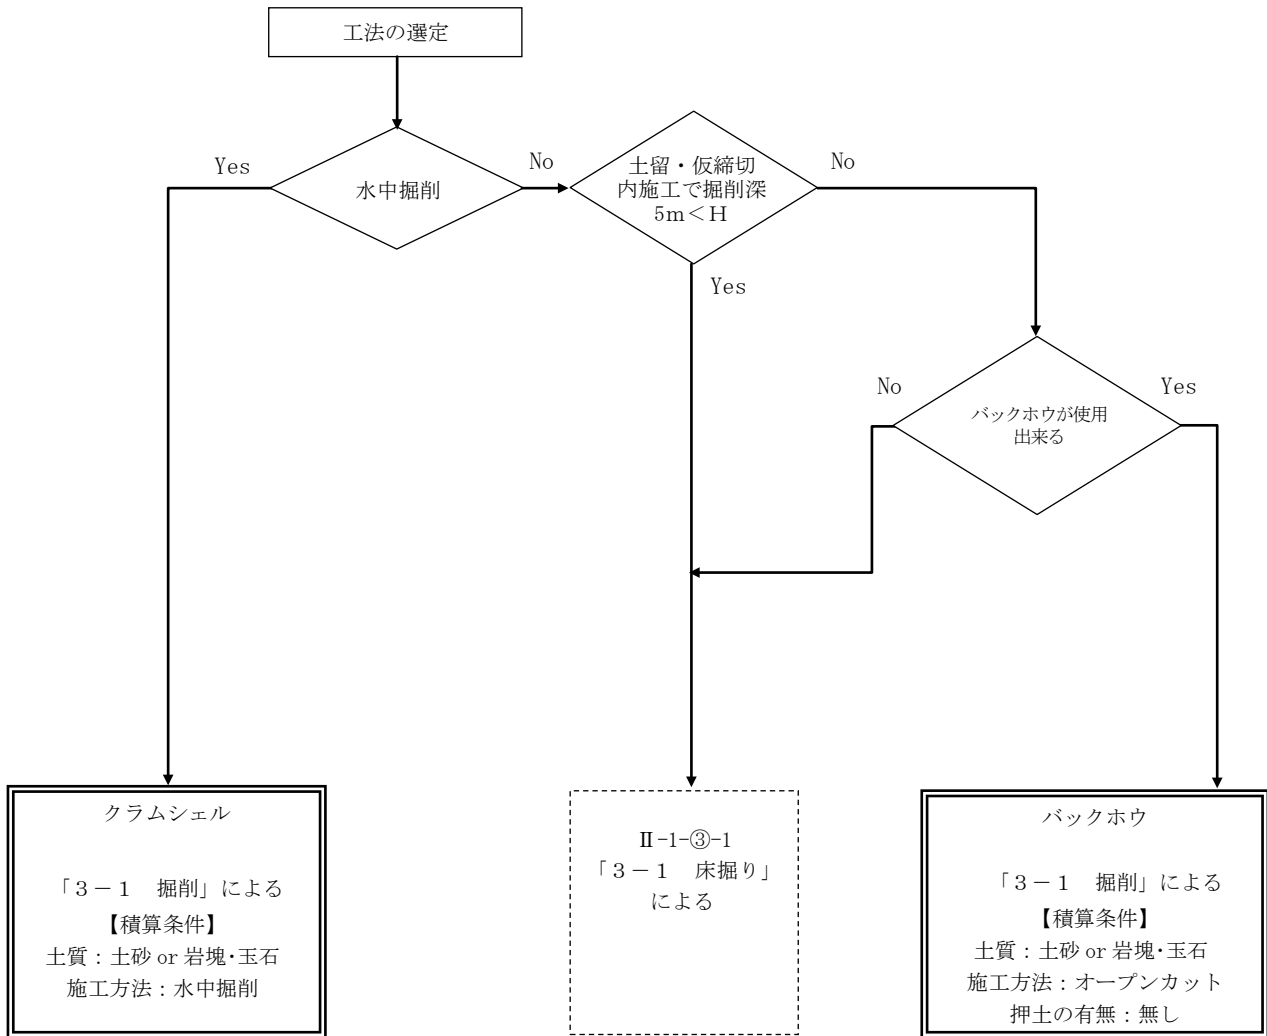 工法の選定
Yes
水中掘削
No
土留・仮締切
内施工で掘削深
5m＜H
No
Yes
No
バックホウが使用
出来る
Yes
クラムシェル
「3－1　掘削」による
【積算条件】
土質：土砂 or 岩塊・玉石
施工方法：水中掘削
Ⅱ-1-③-1
「3－1　床掘り」
による
バックホウ
「3－1　掘削」による
【積算条件】
土質：土砂 or 岩塊・玉石
施工方法：オープンカット
押土の有無：無し